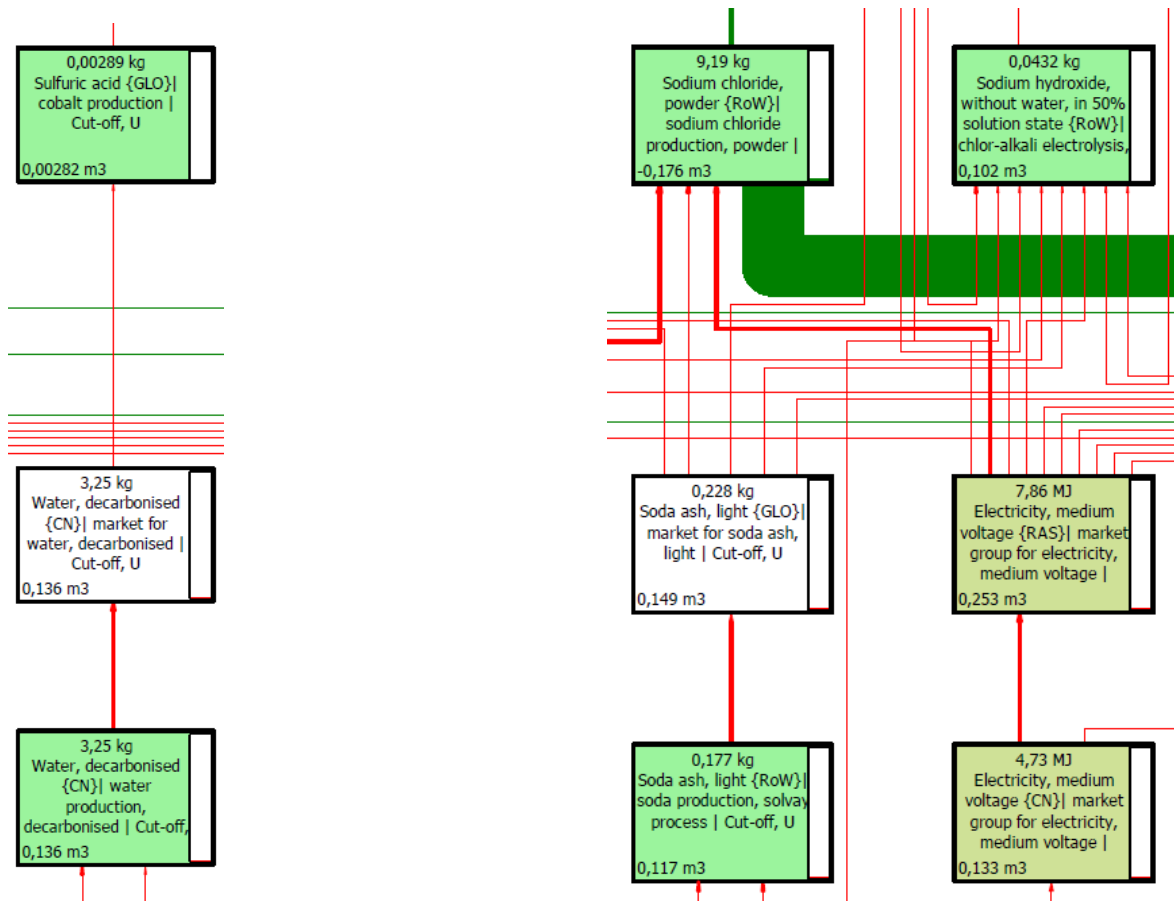 0,00289 kg
Sulfuric acid {GLO}|
cobalt production |
Cut-off, U
0,00282 m3
9,19 kg
Sodium chloride,
powder {RoW}|
sodium chloride
production, powder |
-0,176 m3
0,0432 kg
Sodium hydroxide,
without water, in 50%
solution state {RoW}|
chlor-alkali electrolysis,
0,102 m3
3,25 kg
Water, decarbonised
{CN}| market for
water, decarbonised |
Cut-off, U
0,136 m3
0,228 kg
Soda ash, light {GLO}|
market for soda ash,
light | Cut-off, U
0,149 m3
7,86 MJ
Electricity, medium
voltage {RAS}| market
group for electricity,
medium voltage |
0,253 m3
3,25 kg
Water, decarbonised
{CN}| water
production,
decarbonised | Cut-off,
0,136 m3
0,177 kg
Soda ash, light {RoW}|
soda production, solvay
process | Cut-off, U
0,117 m3
4,73 MJ
Electricity, medium
voltage {CN}| market
group for electricity,
medium voltage |
0,133 m3